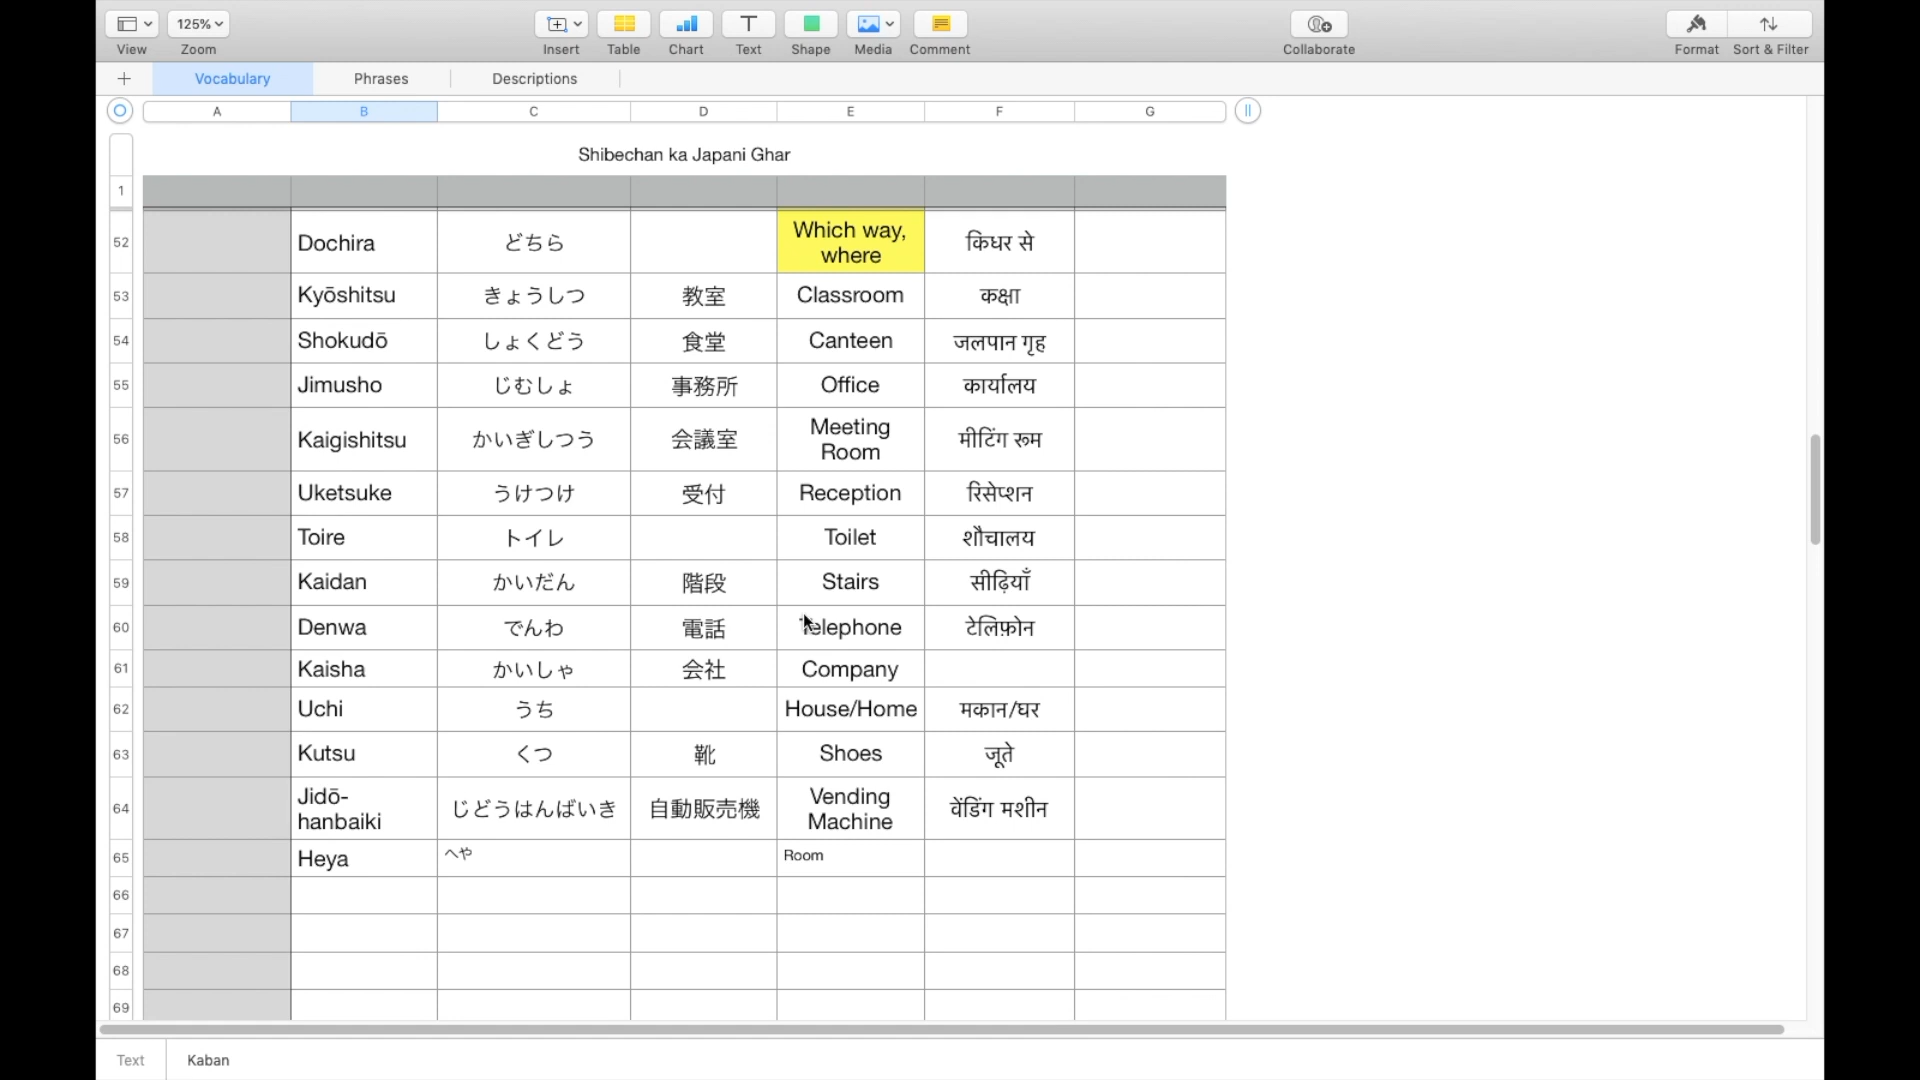 125%
View Zoom Insert Table Chart Text Shape Media Comment Collaborate Format Sort & Filter
Vocabulary Phrases Descriptions
A B C D E F G
Shibechan ka Japani Ghar
1
52 Dochira どちら Which way, where किधर से
53 Kyōshitsu きょうしつ 教室 Classroom कक्षा
54 Shokudō しょくどう 食堂 Canteen जलपान गृह
55 Jimusho じむしょ 事務所 Office कार्यालय
56 Kaigishitsu かいぎしつう 会議室 Meeting Room मीटिंग रूम
57 Uketsuke うけつけ 受付 Reception रिसेप्शन
58 Toire トイレ Toilet शौचालय
59 Kaidan かいだん 階段 Stairs सीढ़ियाँ
60 Denwa でんわ 電話 Telephone टेलिफ़ोन
61 Kaisha かいしゃ 会社 Company
62 Uchi うち House/Home मकान/घर
63 Kutsu くつ 靴 Shoes जूते
64 Jidō-hanbaiki じどうはんばいき 自動販売機 Vending Machine वेंडिंग मशीन
65 Heya へや Room
66
67
68
69
Text Kaban